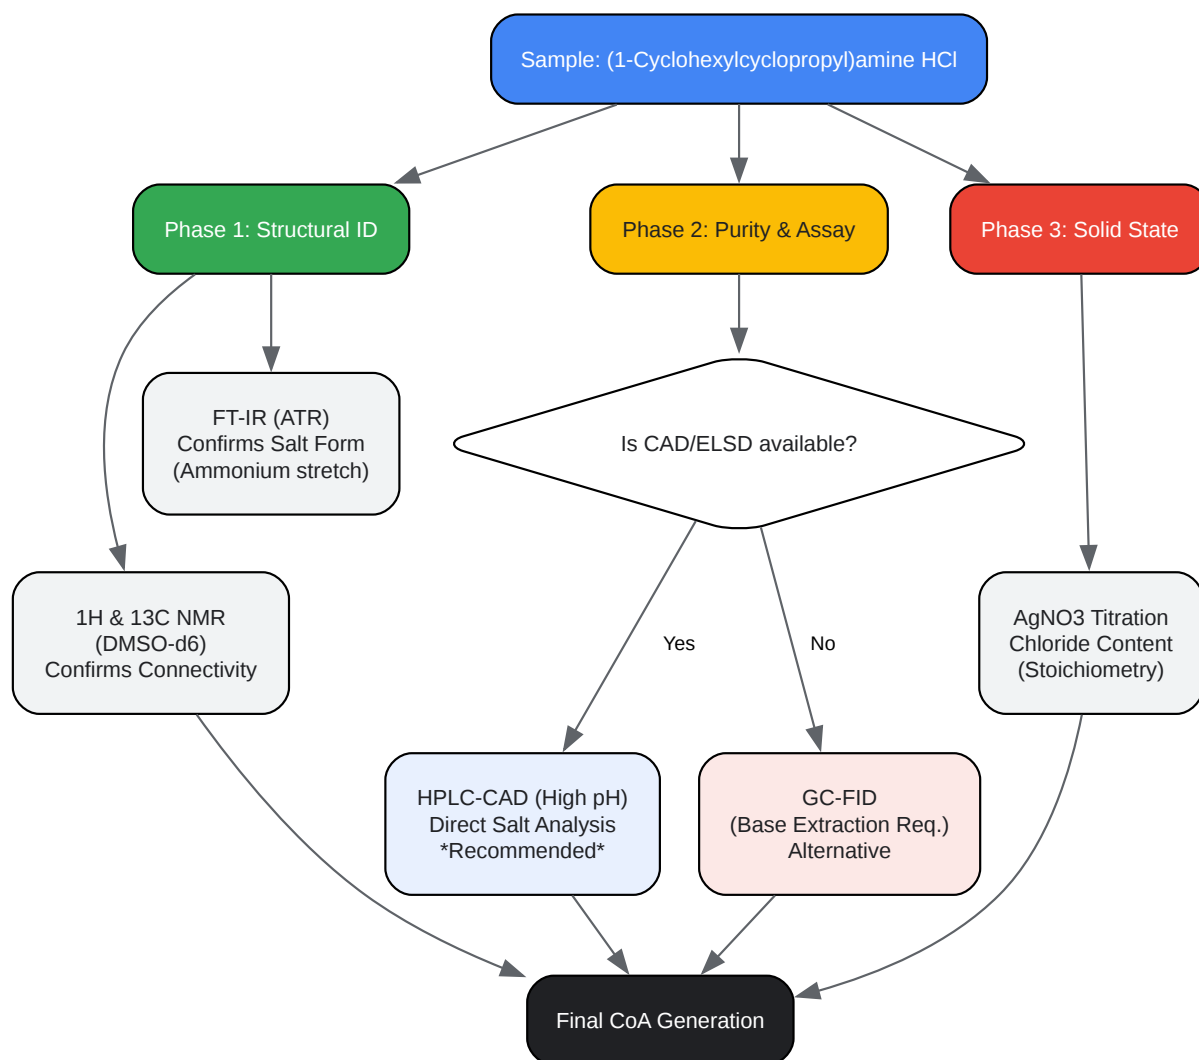 Sample: (1-Cyclohexylcyclopropyl)amine HCl
Phase 1: Structural ID
Phase 2: Purity & Assay
Phase 3: Solid State
FT-IR (ATR)
Confirms Salt Form
(Ammonium stretch)
Is CAD/ELSD available?
1H & 13C NMR
(DMSO-d6)
Confirms Connectivity
AgNO3 Titration
Chloride Content
(Stoichiometry)
Yes
No
HPLC-CAD (High pH)
Direct Salt Analysis
*Recommended*
GC-FID
(Base Extraction Req.)
Alternative
Final CoA Generation